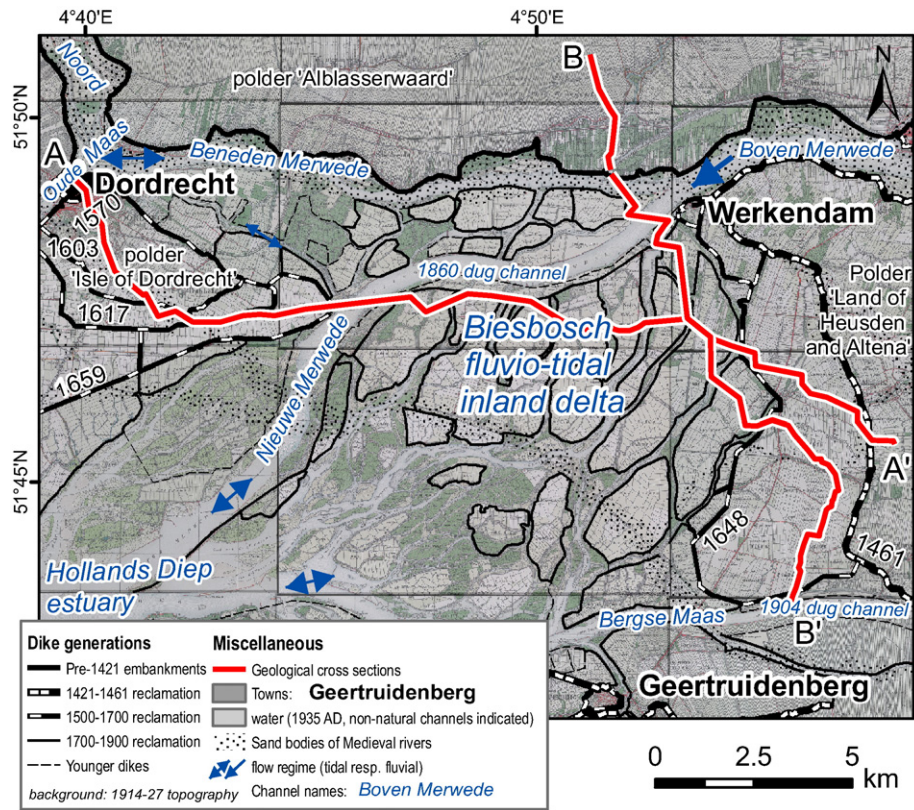 4°40'E
4°50'E
51°50'N
51°45'N
N
Noord
polder 'Alblasserwaard'
B
A
Oude Maas
Beneden Merwede
Boven Merwede
Dordrecht
Werkendam
1570
1603
polder
'Isle of Dordrecht'
1617
1659
1860 dug channel
Polder
'Land of
Heusden
and Altena'
Biesbosch
fluvio-tidal
inland delta
Nieuwe Merwede
A'
1648
1461
Hollands Diep
estuary
Bergse Maas
1904 dug channel
B'
Geertruidenberg
Dike generations
Pre-1421 embankments
1421-1461 reclamation
1500-1700 reclamation
1700-1900 reclamation
Younger dikes
background: 1914-27 topography
Miscellaneous
Geological cross sections
Towns: Geertruidenberg
water (1935 AD, non-natural channels indicated)
Sand bodies of Medieval rivers
flow regime (tidal resp. fluvial)
Channel names: Boven Merwede
0 2.5 5
km